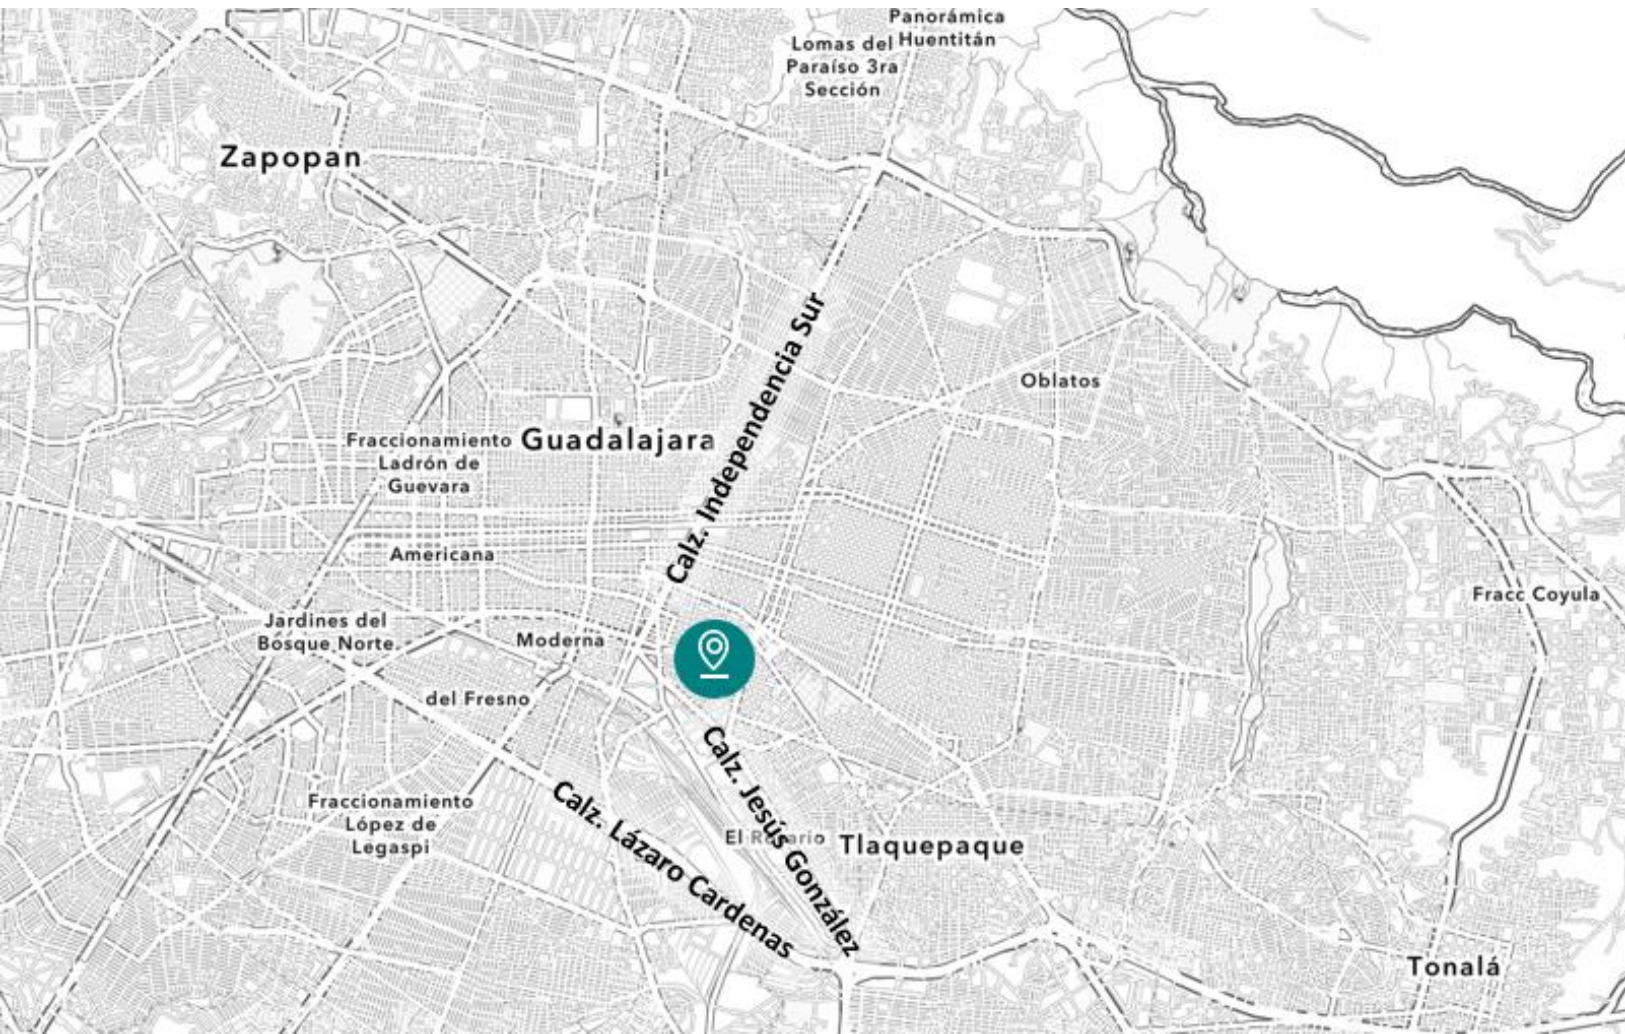 Panorámica
Huentitán
Lomas del
Paraíso 3ra
Sección
Zapopan
Calz. Independencia Sur
Oblatos
Fraccionamiento
Ladrón de
Guevara
Guadalajara
Americana
Fracc Coyula
Jardines del
Bosque Norte
Moderna
del Fresno
Calz. Jesús González
Calz. Lázaro Cardenas
Fraccionamiento
López de
Legaspi
El Rosario
Tlaquepaque
Tonalá